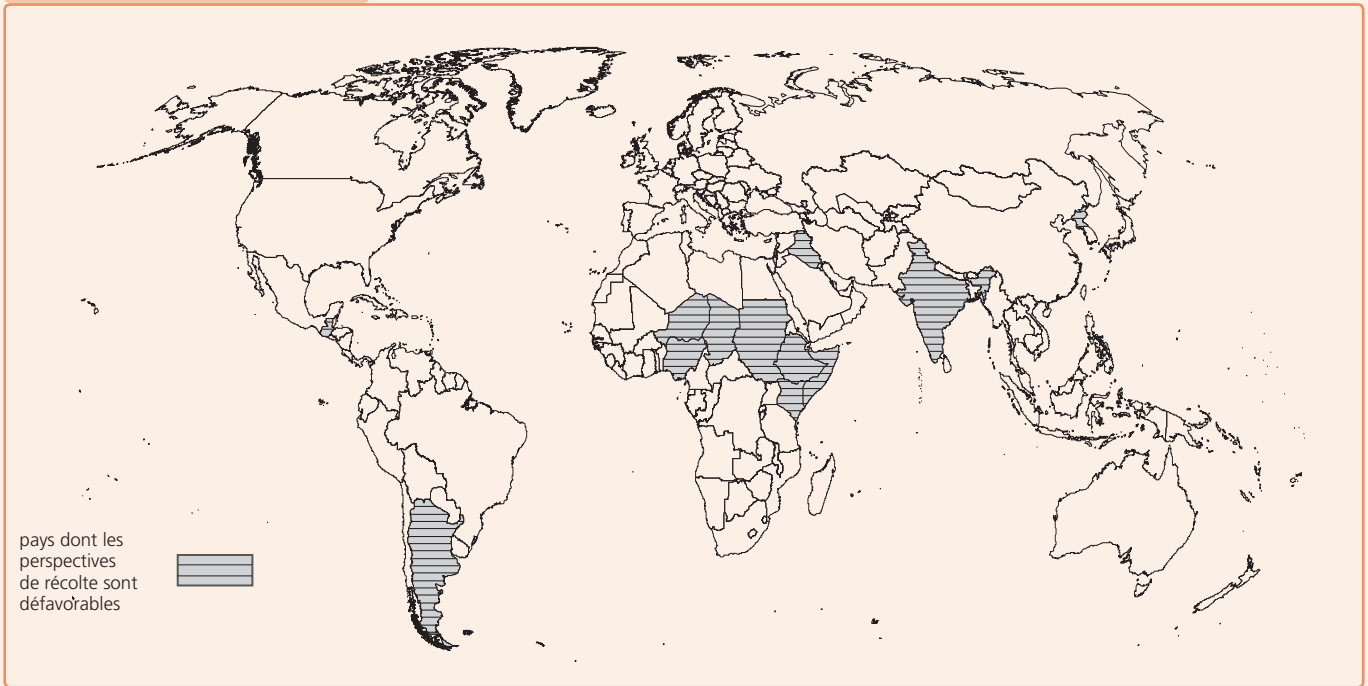 pays dont les
perspectives
de récolte sont
défavorables